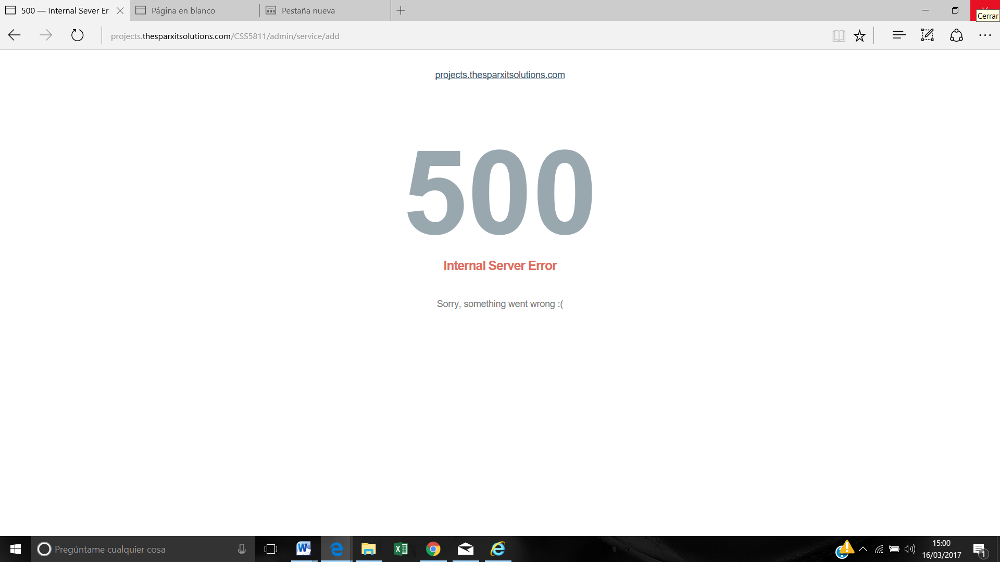 500 — Internal Sever Er
Página en blanco
Pestaña nueva
Cerrar
projects.thesparxitsolutions.com/CSS5811/admin/service/add
projects.thesparxitsolutions.com
500
Internal Server Error
Sorry, something went wrong :(
Pregúntame cualquier cosa
15:00
16/03/2017
1